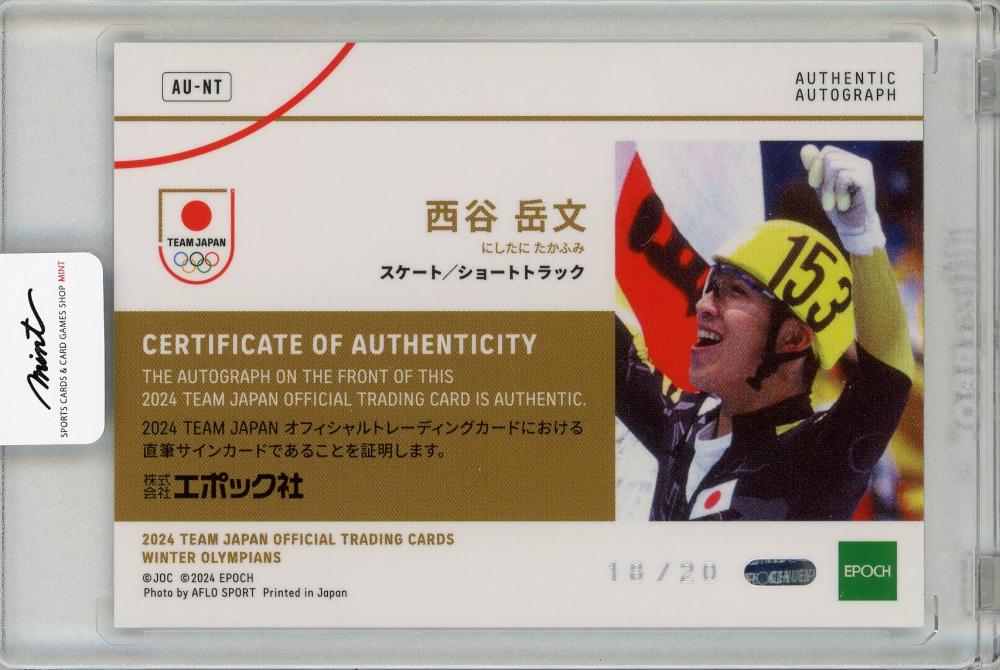 AU-NT
AUTHENTIC
AUTOGRAPH
TEAM JAPAN
西谷 岳文
にしたに たかふみ
スケート／ショートトラック
153
CERTIFICATE OF AUTHENTICITY
THE AUTOGRAPH ON THE FRONT OF THIS
2024 TEAM JAPAN OFFICIAL TRADING CARD IS AUTHENTIC.
2024 TEAM JAPAN オフィシャルトレーディングカードにおける
直筆サインカードであることを証明します。
株式会社エポック社
2024 TEAM JAPAN OFFICIAL TRADING CARDS
WINTER OLYMPIANS
©JOC ©2024 EPOCH
Photo by AFLO SPORT Printed in Japan
18/20
EPOCH
mint
SPORTS CARDS & CARD GAMES SHOP MINT